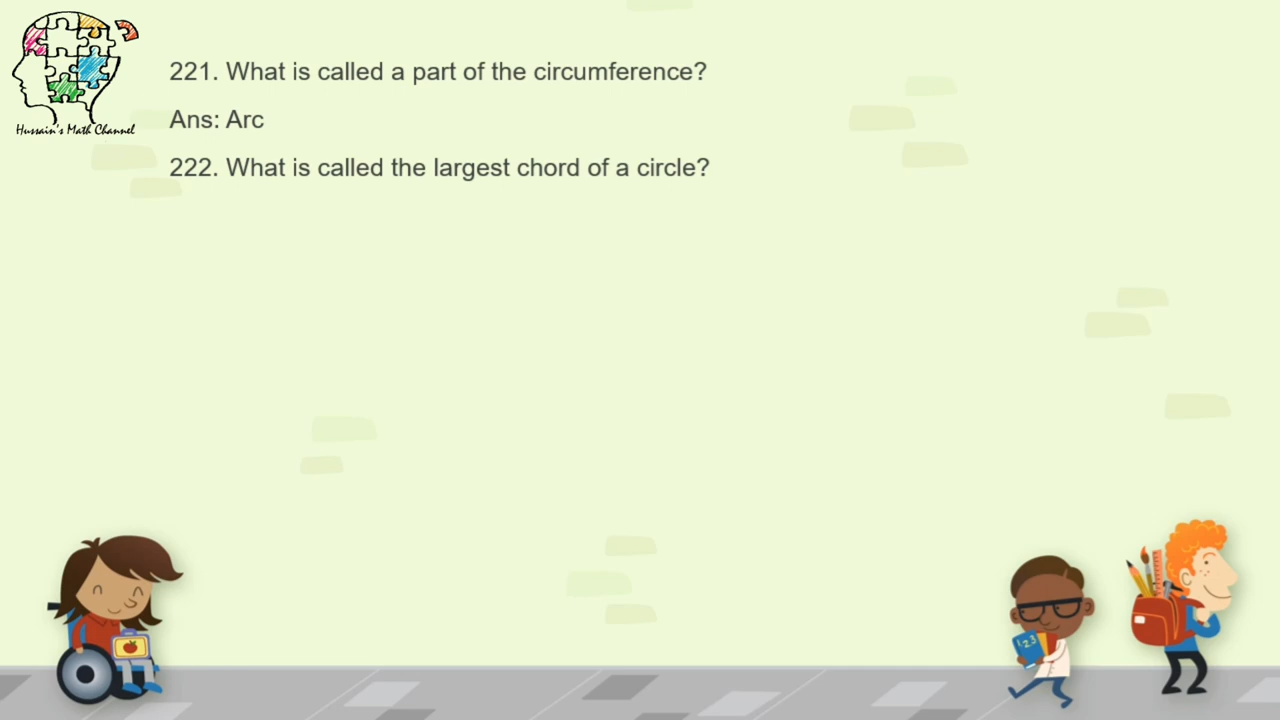 221. What is called a part of the circumference?
Ans: Arc
222. What is called the largest chord of a circle?
Hussain's Math Channel
123